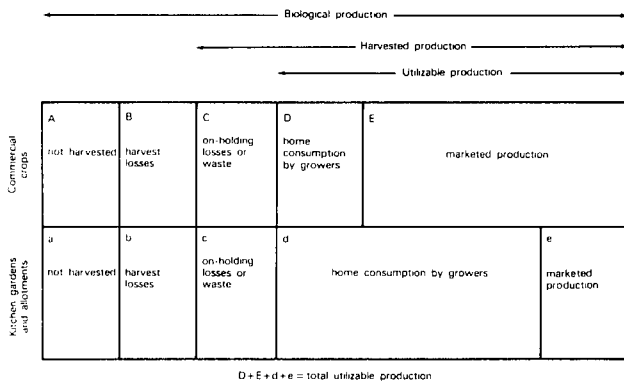 Biological production
Harvested production
Utilizable production
Commercial
crops
A
not harvested
B
harvest
losses
C
on-holding
losses or
waste
D
home
consumption
by growers
E
marketed production
Kitchen gardens
and allotments
a
not harvested
b
harvest
losses
c
on-holding
losses or
waste
d
home consumption by growers
e
marketed
production
D+E+d+e = total utilizable production